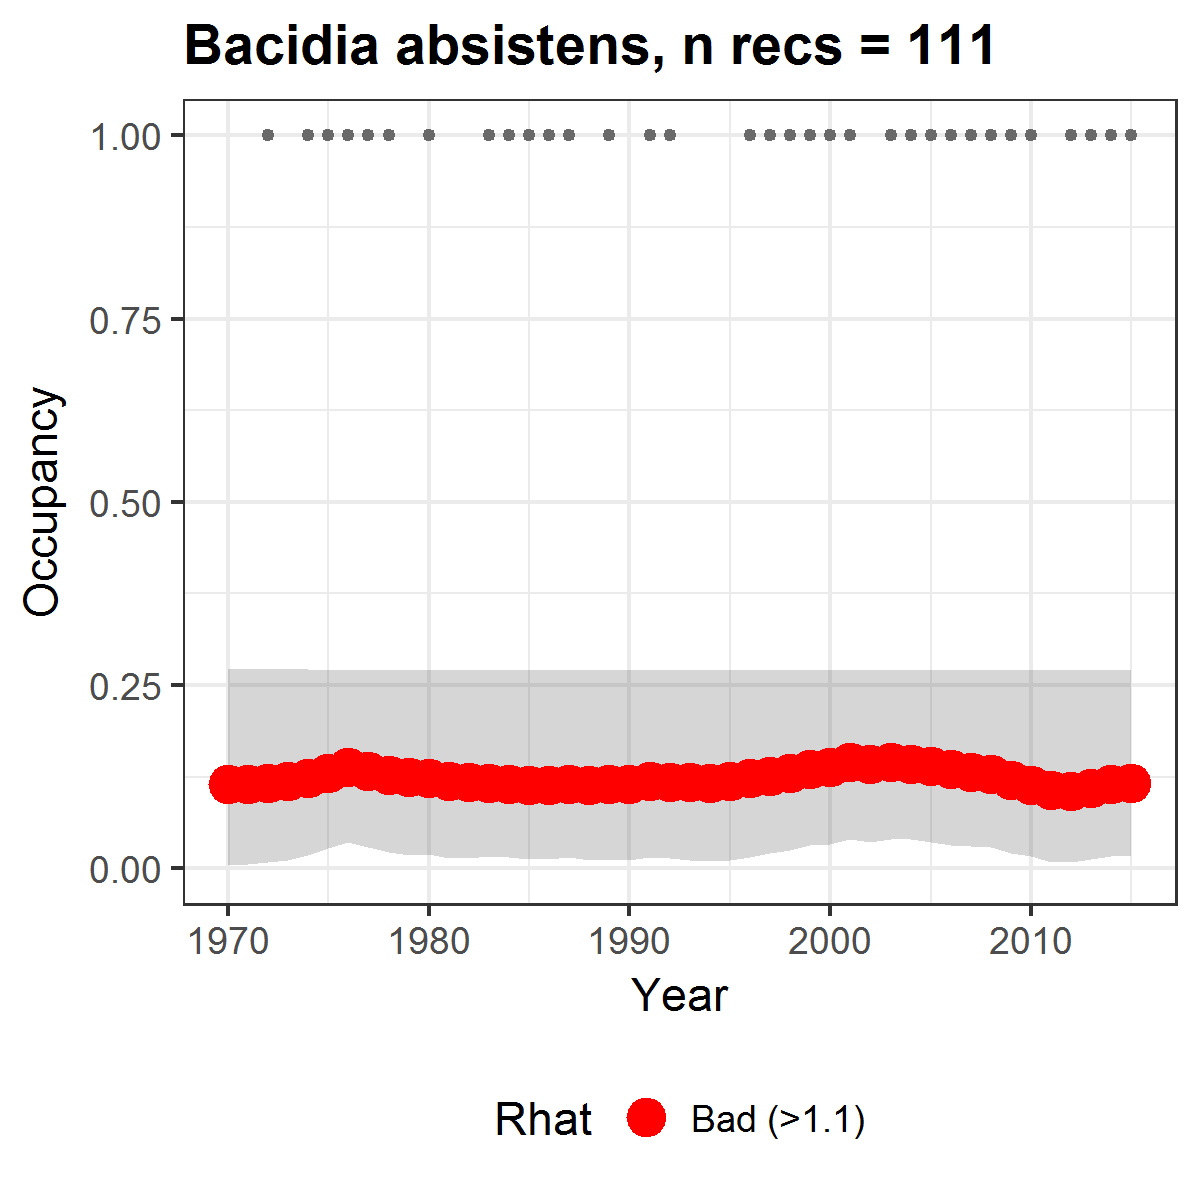 Bacidia absistens, n recs = 111
1.00
0.75
0.50
0.25
0.00
Occupancy
1970 1980 1990 2000 2010
Year
Rhat Bad (>1.1)